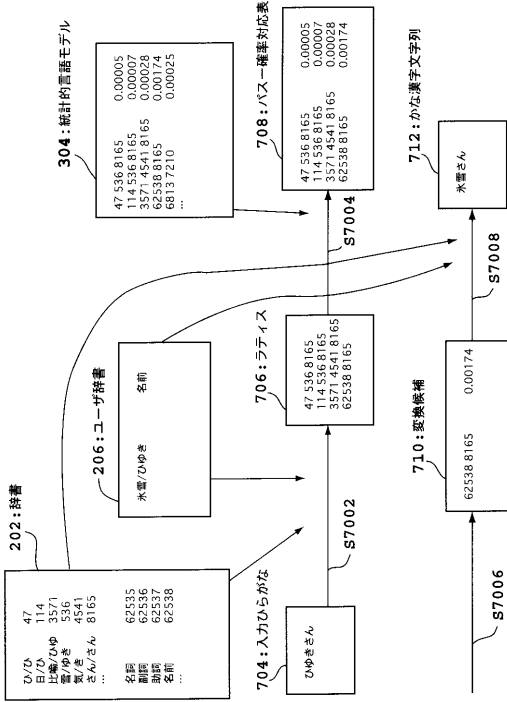 202:辞書
ひ/ひ 47
日/ひ 114
比喩/ひゆ 3571
雪/ゆき 536
気/き 4541
さん/さん 8165
...
名詞 62535
副詞 62536
助詞 62537
名前 62538
...
206:ユーザ辞書
氷雪/ひゆき 名前
304:統計的言語モデル
47 536 8165 0.00005
114 536 8165 0.00007
3571 4541 8165 0.00028
62538 8165 0.00174
6813 7210 0.00025
...
704:入力ひらがな
ひゆきさん
S7002
706:ラティス
47 536 8165
114 536 8165
3571 4541 8165
62538 8165
S7004
708:パス－確率対応表
47 536 8165 0.00005
114 536 8165 0.00007
3571 4541 8165 0.00028
62538 8165 0.00174
S7006
710:変換候補
62538 8165 0.00174
S7008
712:かな漢字文字列
氷雪さん